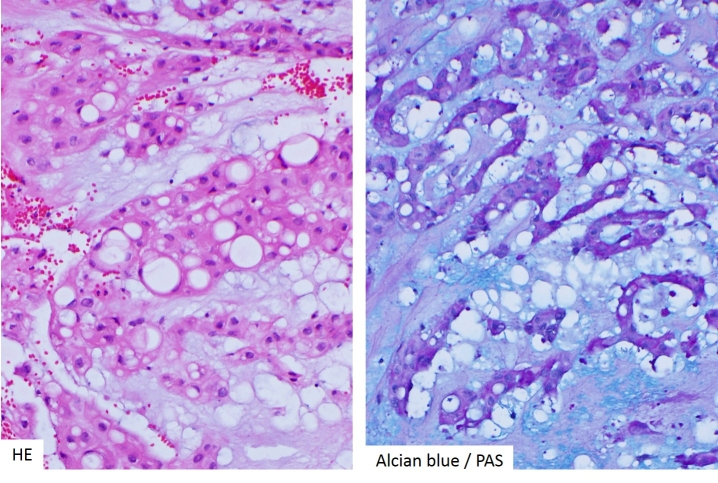 HE
Alcian blue / PAS